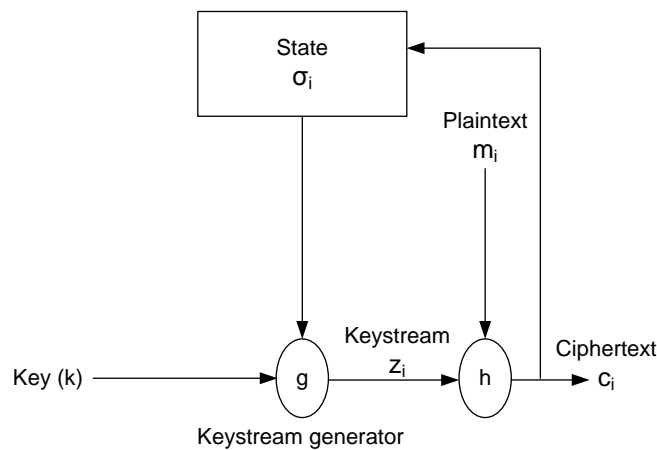 State
σi
Plaintext
mi
Keystream
zi
Ciphertext
ci
Key (k)
g
h
Keystream generator